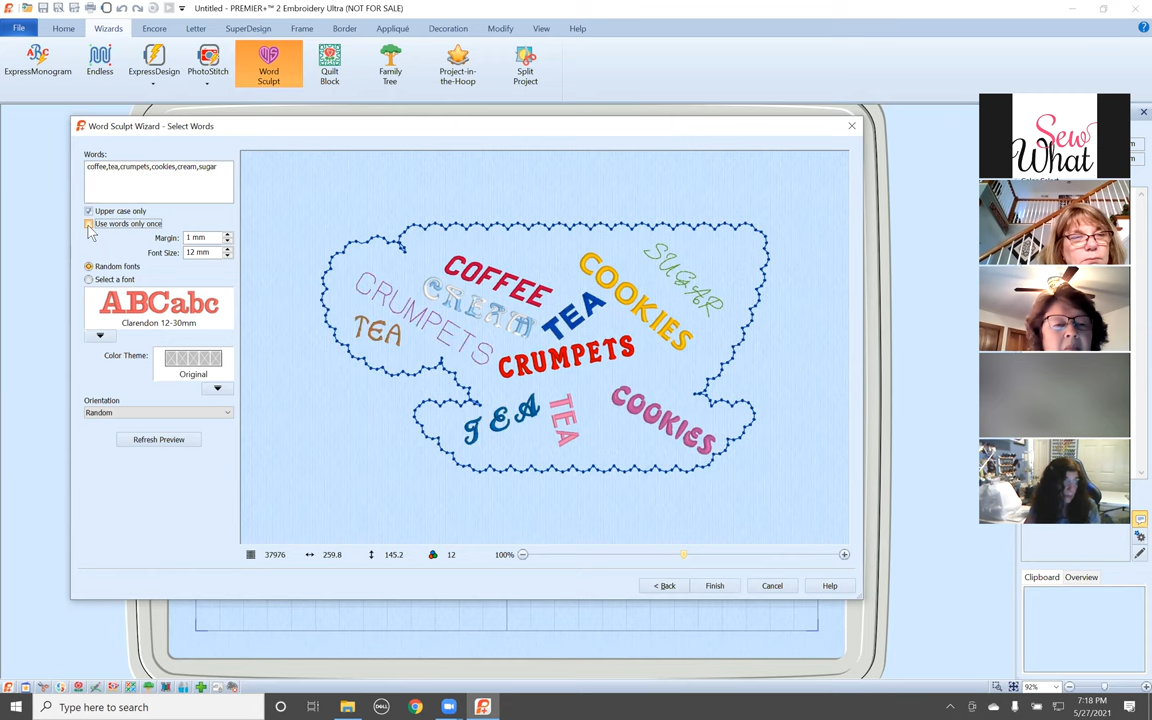 Untitled - PREMIER+™ 2 Embroidery Ultra (NOT FOR SALE)
File Home Wizards Encore Letter SuperDesign Frame Border Appliqué Decoration Modify View Help
ExpressMonogram Endless ExpressDesign PhotoStitch Word Sculpt Quilt Block Family Tree Project-in-the-Hoop Split Project
Word Sculpt Wizard - Select Words
Words:
coffee,tea,crumpets,cookies,cream,sugar
Upper case only
Use words only once
Margin: 1 mm
Font Size: 12 mm
Random fonts
Select a font
ABCabc
Clarendon 12-30mm
Color Theme:
Original
Orientation
Random
Refresh Preview
SUGAR
COFFEE
COOKIES
CREAM
CRUMPETS
TEA
TEA
CRUMPETS
TEA
TEA
COOKIES
37976 259.8 145.2 12 100%
< Back Finish Cancel Help
Sew What
Color Select
Clipboard Overview
92%
Type here to search
DELL
7:18 PM
5/27/2021